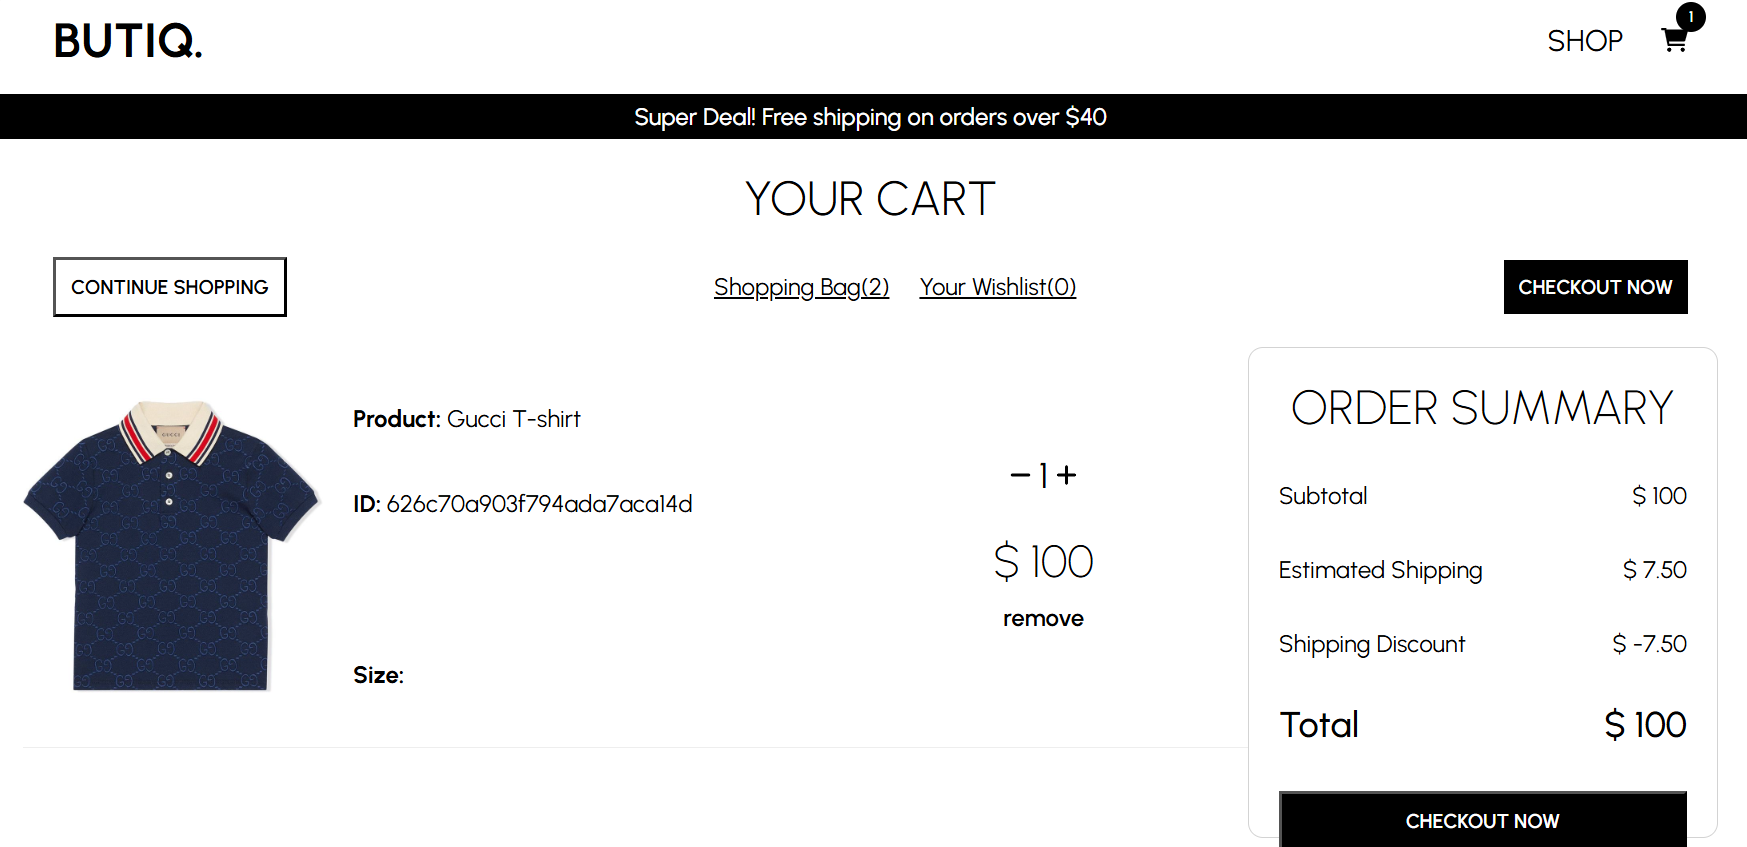 BUTIQ.
SHOP
1
Super Deal! Free shipping on orders over $40
YOUR CART
CONTINUE SHOPPING
Shopping Bag(2)
Your Wishlist(0)
CHECKOUT NOW
GUCCI
Product: Gucci T-shirt
ID: 626c70a903f794ada7aca14d
Size:
1
$ 100
remove
ORDER SUMMARY
Subtotal $ 100
Estimated Shipping $ 7.50
Shipping Discount $ -7.50
Total $ 100
CHECKOUT NOW